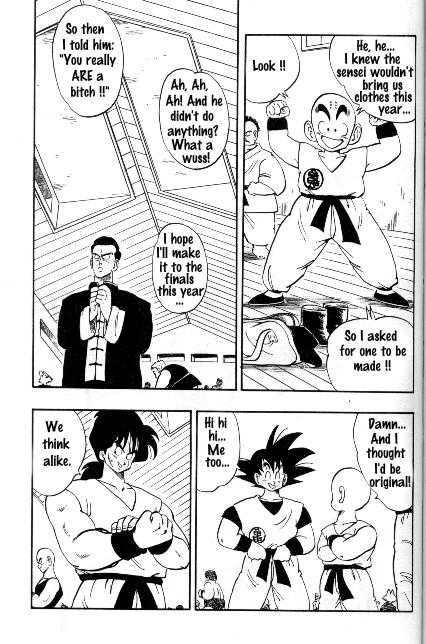 He, he...
I knew the
sensei wouldn't
bring us
clothes this
year...
Look !!
So I asked
for one to be
made !!
So then
I told him:
"You really
ARE a
bitch !!"
Ah, Ah,
Ah! And he
didn't do
anything?
What a
wuss!
I hope
I'll make
it to the
finals
this year
...
Damn...
And I
thought
I'd be
original!
Hi hi
hi...
Me
too...
We
think
alike.